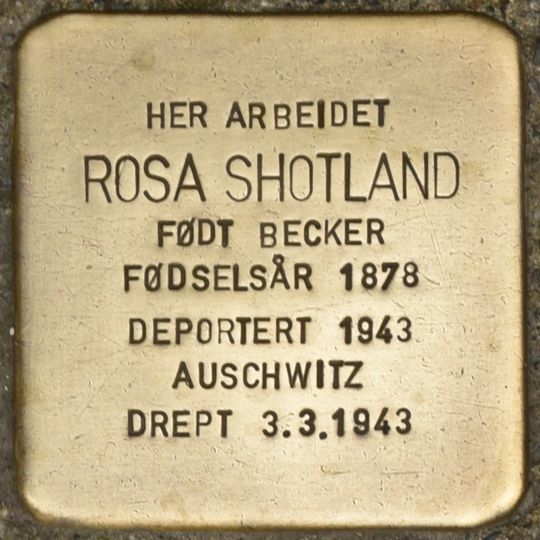 HER ARBEIDET
ROSA SHOTLAND
FØDT BECKER
FØDSELSÅR 1878
DEPORTERT 1943
AUSCHWITZ
DREPT 3.3.1943